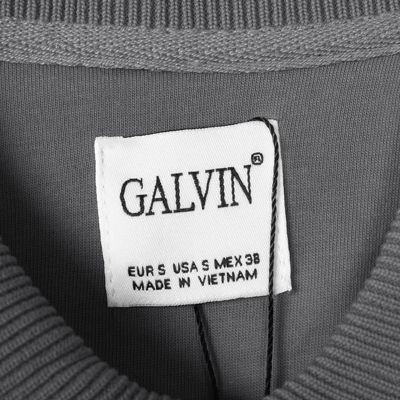 GALVIN®
EUR S USA S MEX 38
MADE IN VIETNAM